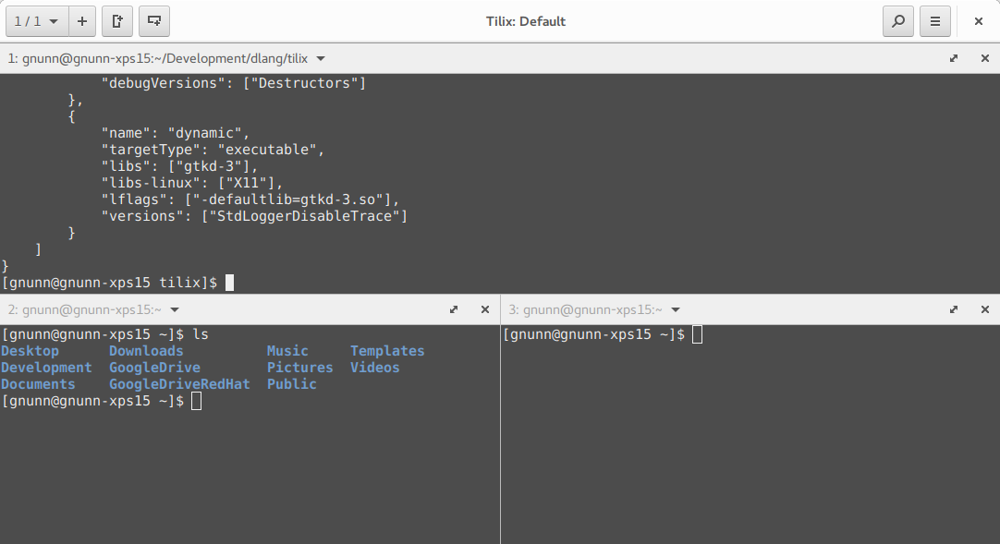 1 / 1
Tilix: Default
1: gnunn@gnunn-xps15:~/Development/dlang/tilix
            "debugVersions": ["Destructors"]
        },
        {
            "name": "dynamic",
            "targetType": "executable",
            "libs": ["gtkd-3"],
            "libs-linux": ["X11"],
            "lflags": ["-defaultlib=gtkd-3.so"],
            "versions": ["StdLoggerDisableTrace"]
        }
    ]
}
[gnunn@gnunn-xps15 tilix]$
2: gnunn@gnunn-xps15:~
[gnunn@gnunn-xps15 ~]$ ls
Desktop      Downloads          Music     Templates
Development  GoogleDrive        Pictures  Videos
Documents    GoogleDriveRedHat  Public
[gnunn@gnunn-xps15 ~]$
3: gnunn@gnunn-xps15:~
[gnunn@gnunn-xps15 ~]$